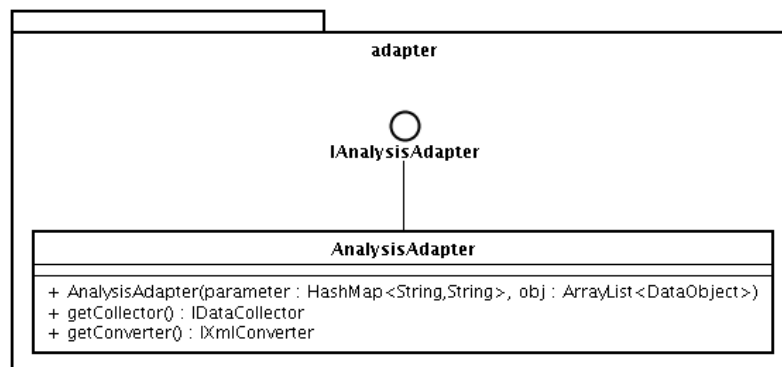 adapter
IAnalysisAdapter
AnalysisAdapter
+ AnalysisAdapter(parameter : HashMap<String,String>, obj : ArrayList<DataObject>)
+ getCollector() : IDataCollector
+ getConverter() : IXmlConverter